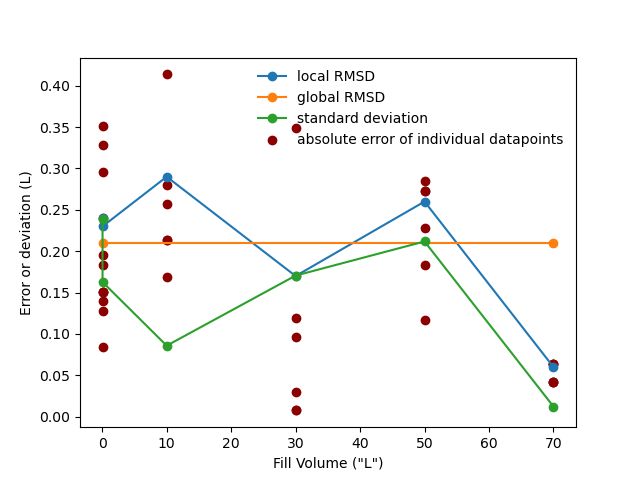 local RMSD
global RMSD
standard deviation
absolute error of individual datapoints
0.40
0.35
0.30
0.25
0.20
0.15
0.10
0.05
0.00
Error or deviation (L)
0 10 20 30 40 50 60 70
Fill Volume ("L")